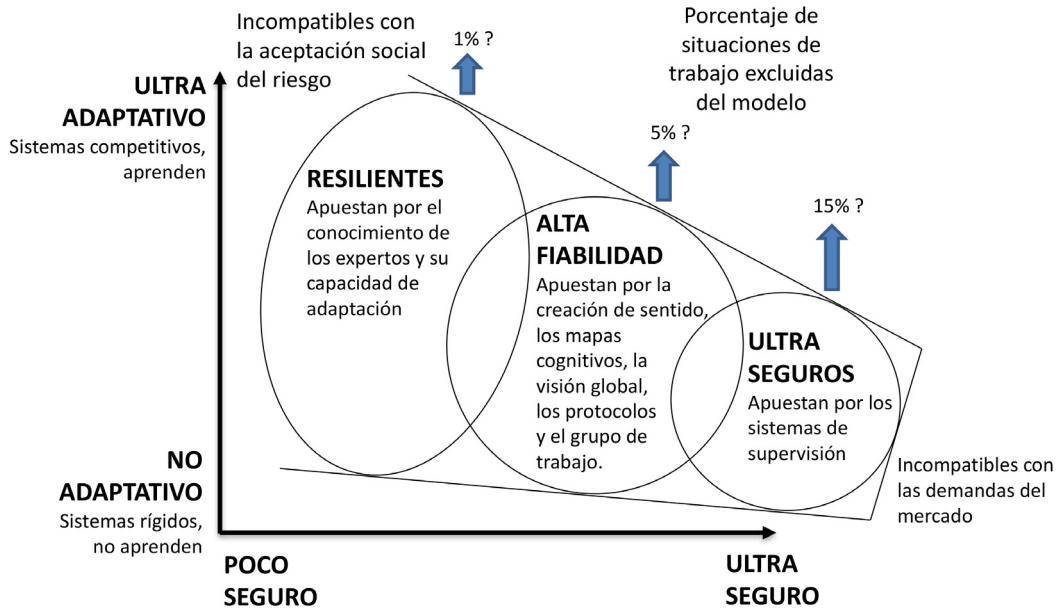 Incompatibles con
la aceptación social
del riesgo
1% ?
Porcentaje de
situaciones de
trabajo excluidas
del modelo
ULTRA
ADAPTATIVO
Sistemas competitivos,
aprenden
5% ?
15% ?
RESILIENTES
Apuestan por el
conocimiento de
los expertos y su
capacidad de
adaptación
ALTA
FIABILIDAD
Apuestan por la
creación de sentido,
los mapas
cognitivos, la
visión global,
los protocolos
y el grupo de
trabajo.
ULTRA
SEGUROS
Apuestan por los
sistemas de
supervisión
NO
ADAPTATIVO
Sistemas rígidos,
no aprenden
Incompatibles con
las demandas del
mercado
POCO
SEGURO
ULTRA
SEGURO